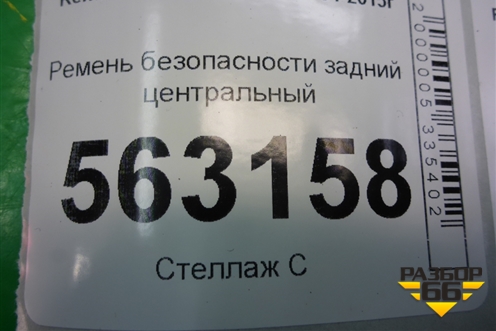 Ремень безопасности задний
центральный
563158
Стеллаж С
2000005335402
РАЗБОР
66